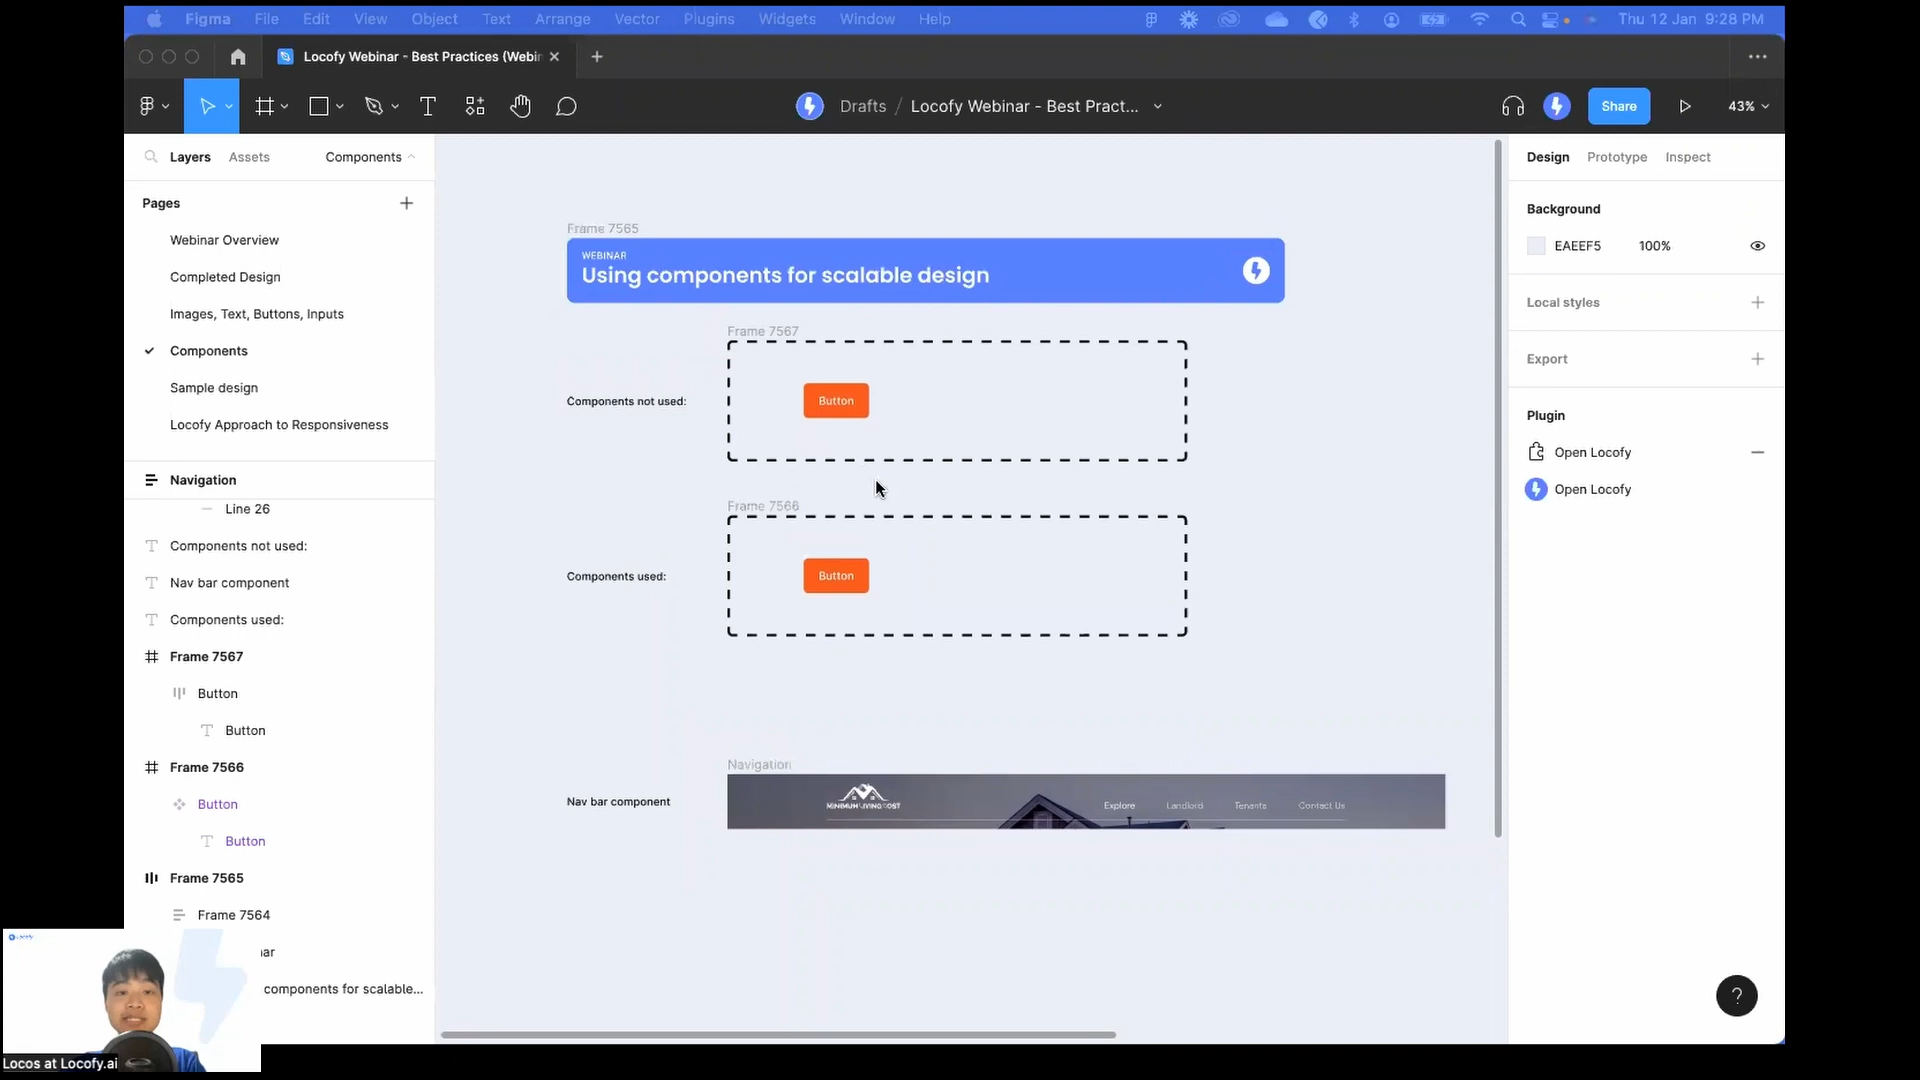 Figma File Edit View Object Text Arrange Vector Plugins Widgets Window Help Thu 12 Jan 9:28 PM
Locofy Webinar - Best Practices (Webin
Drafts / Locofy Webinar - Best Pract... Share 43%
Layers Assets Components
Pages
Webinar Overview
Completed Design
Images, Text, Buttons, Inputs
Components
Sample design
Locofy Approach to Responsiveness
Navigation
Line 26
Components not used:
Nav bar component
Components used:
Frame 7567
Button
Button
Frame 7566
Button
Button
Frame 7565
Frame 7564
components for scalable...
Locos at Locofy.ai
Frame 7565
WEBINAR
Using components for scalable design
Frame 7567
Components not used:
Button
Frame 7566
Components used:
Button
Navigation
Nav bar component
MINIMUM LIVING COST
Explore Landlord Tenants Contact Us
Design Prototype Inspect
Background
EAEEF5 100%
Local styles
Export
Plugin
Open Locofy
Open Locofy
?